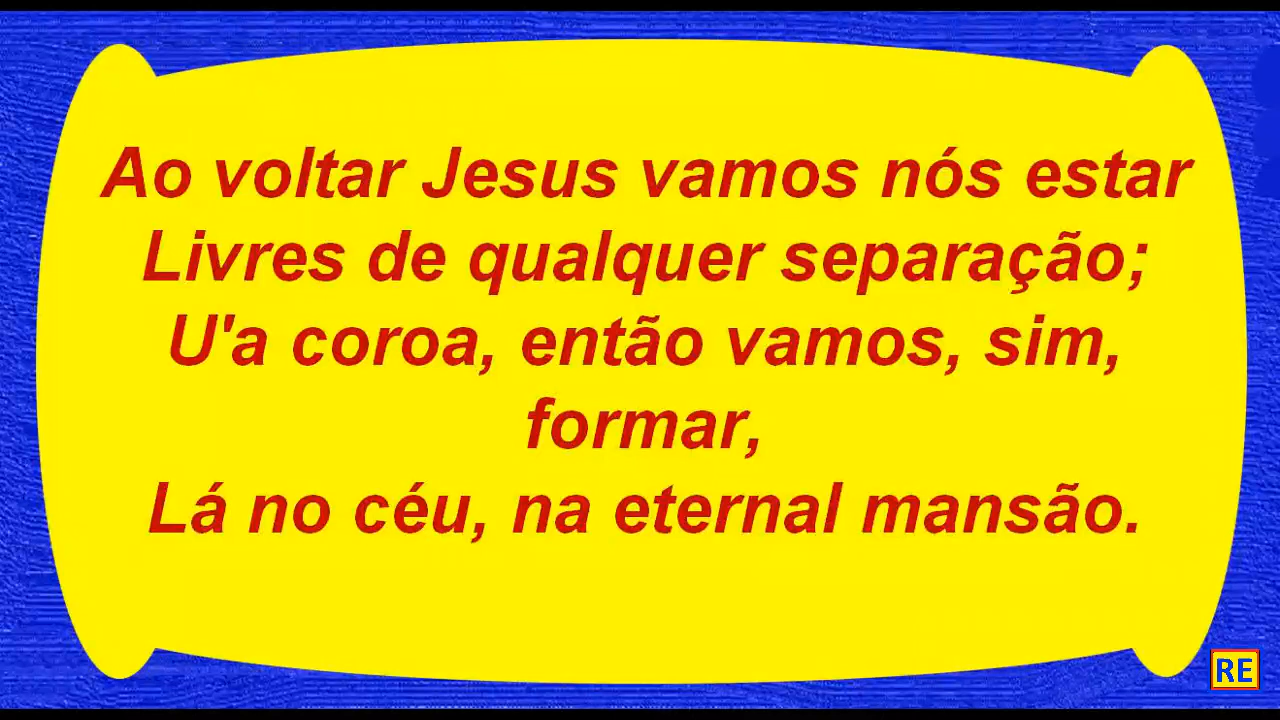 Ao voltar Jesus vamos nós estar
Livres de qualquer separação;
U'a coroa, então vamos, sim,
formar,
Lá no céu, na eternal mansão.
RE